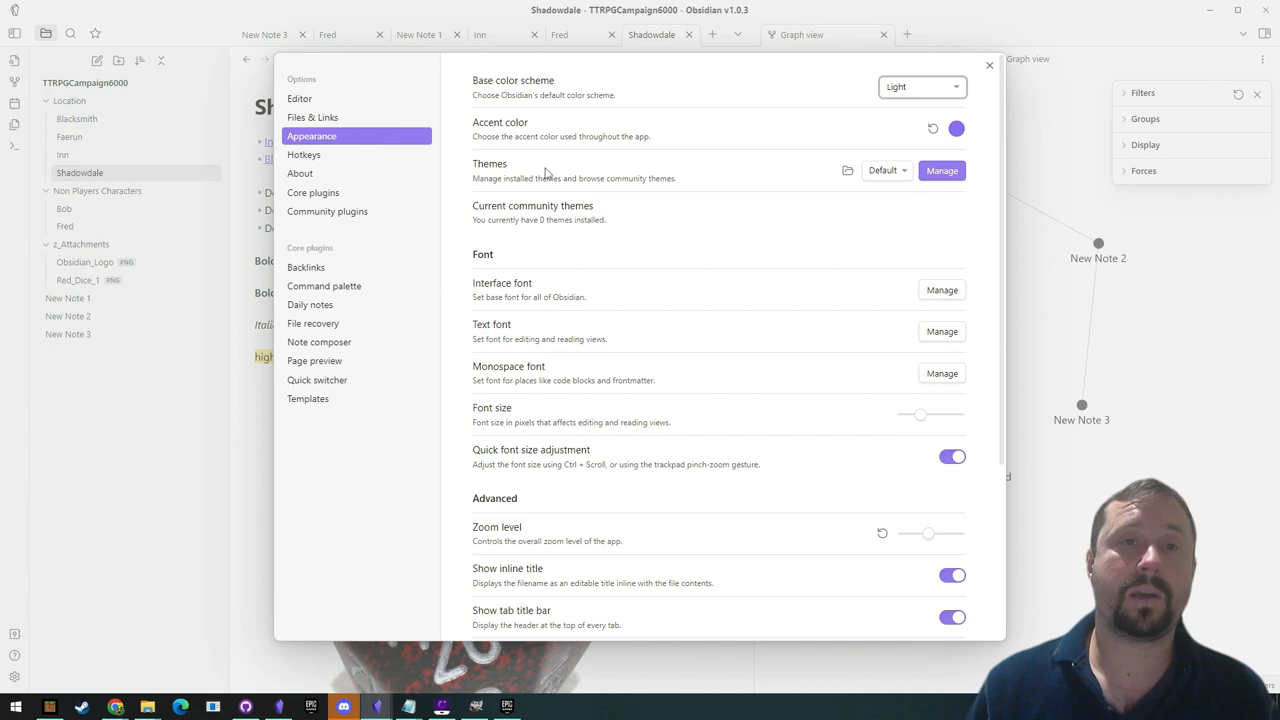 Shadowdale - TTRPGCampaign6000 - Obsidian v1.0.3
New Note 3
Fred
New Note 1
Inn
Fred
Shadowdale
Graph view
Graph view
TTRPGCampaign6000
Location
Blacksmith
Faerun
Inn
Shadowdale
Non Players Characters
Bob
Fred
z_Attachments
Obsidian_Logo PNG
Red_Dice_1 PNG
New Note 1
New Note 2
New Note 3
Options
Editor
Files & Links
Appearance
Hotkeys
About
Core plugins
Community plugins
Core plugins
Backlinks
Command palette
Daily notes
File recovery
Note composer
Page preview
Quick switcher
Templates
Base color scheme
Choose Obsidian's default color scheme.
Light
Accent color
Choose the accent color used throughout the app.
Themes
Manage installed themes and browse community themes.
Default
Manage
Current community themes
You currently have 0 themes installed.
Font
Interface font
Set base font for all of Obsidian.
Manage
Text font
Set font for editing and reading views.
Manage
Monospace font
Set font for places like code blocks and frontmatter.
Manage
Font size
Font size in pixels that affects editing and reading views.
Quick font size adjustment
Adjust the font size using Ctrl + Scroll, or using the trackpad pinch-zoom gesture.
Advanced
Zoom level
Controls the overall zoom level of the app.
Show inline title
Displays the filename as an editable title inline with the file contents.
Show tab title bar
Display the header at the top of every tab.
Filters
Groups
Display
Forces
New Note 2
New Note 3
20
EPIC
EPIC